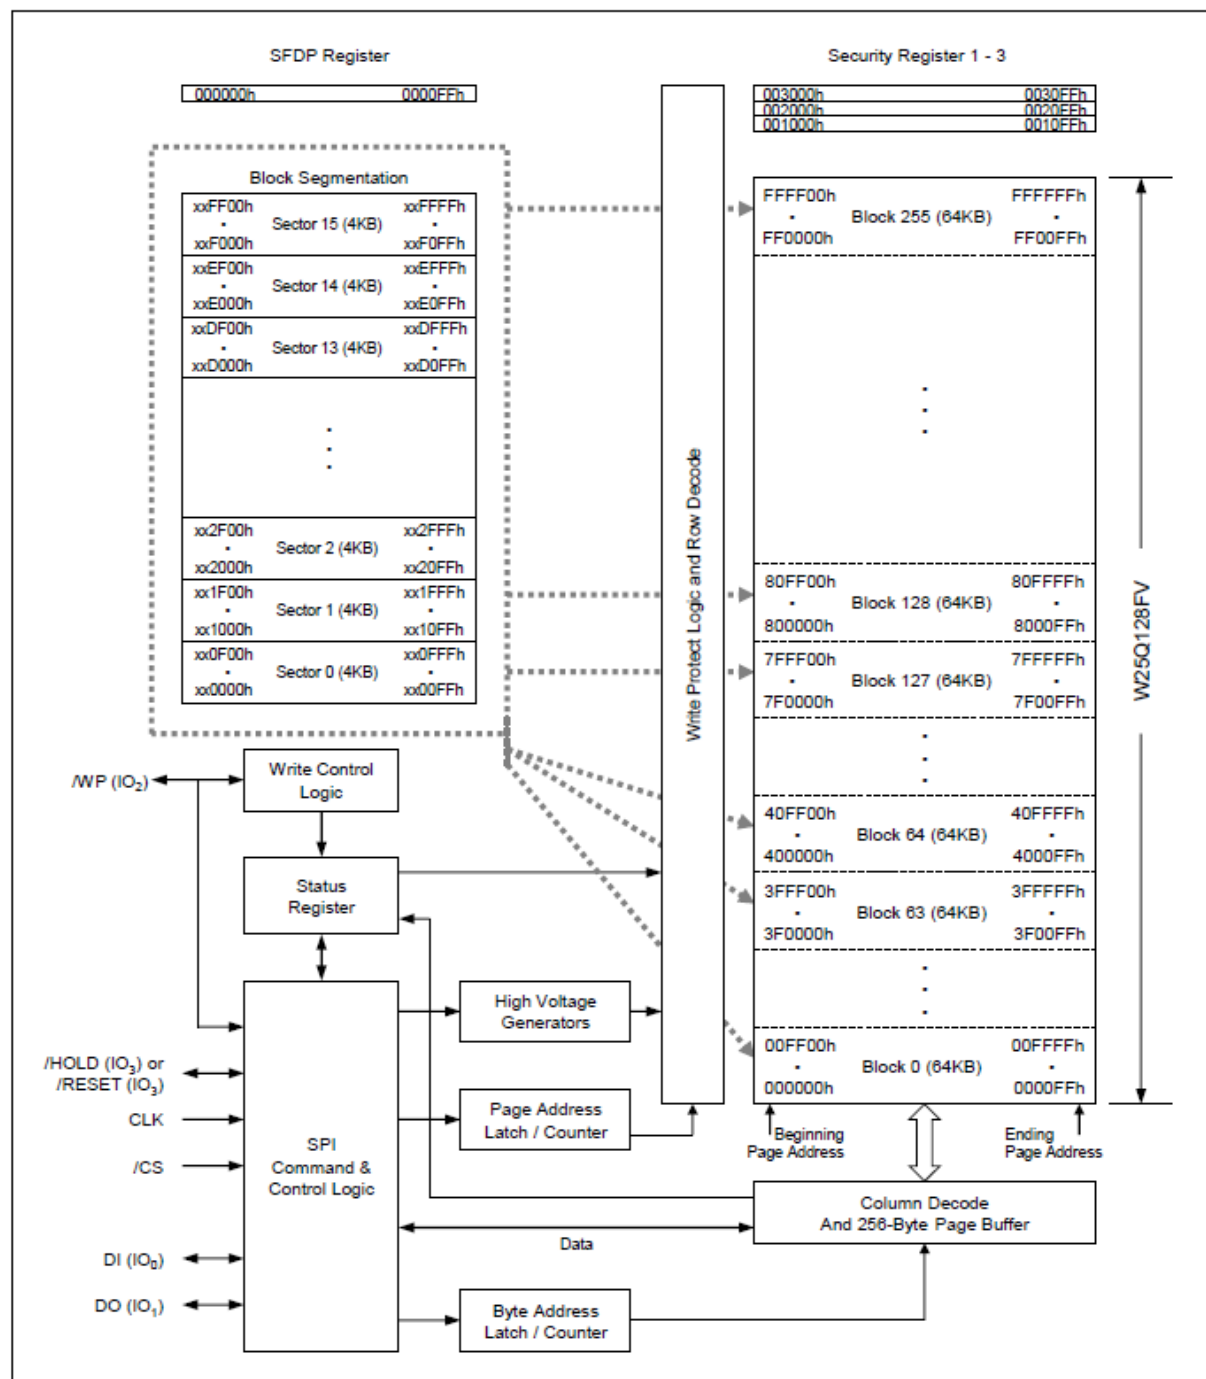 SFDP Register
000000h 0000FFh
Security Register 1 - 3
003000h 0030FFh
002000h 0020FFh
001000h 0010FFh
Block Segmentation
xxFF00h xxFFFFh
Sector 15 (4KB)
xxF000h xxF0FFh
xxEF00h xxEFFFh
Sector 14 (4KB)
xxE000h xxE0FFh
xxDF00h xxDFFFh
Sector 13 (4KB)
xxD000h xxD0FFh
xx2F00h xx2FFFh
Sector 2 (4KB)
xx2000h xx20FFh
xx1F00h xx1FFFh
Sector 1 (4KB)
xx1000h xx10FFh
xx0F00h xx0FFFh
Sector 0 (4KB)
xx0000h xx00FFh
Write Protect Logic and Row Decode
FFFF00h FFFFFFh
Block 255 (64KB)
FF0000h FF00FFh
80FF00h 80FFFFh
Block 128 (64KB)
800000h 8000FFh
7FFF00h 7FFFFFh
Block 127 (64KB)
7F0000h 7F00FFh
40FF00h 40FFFFh
Block 64 (64KB)
400000h 4000FFh
3FFF00h 3FFFFFh
Block 63 (64KB)
3F0000h 3F00FFh
00FF00h 00FFFFh
Block 0 (64KB)
000000h 0000FFh
W25Q128FV
Beginning
Page Address
Ending
Page Address
/WP (IO2)
Write Control
Logic
Status
Register
High Voltage
Generators
/HOLD (IO3) or
/RESET (IO3)
CLK
/CS
DI (IO0)
DO (IO1)
SPI
Command &
Control Logic
Page Address
Latch / Counter
Column Decode
And 256-Byte Page Buffer
Data
Byte Address
Latch / Counter